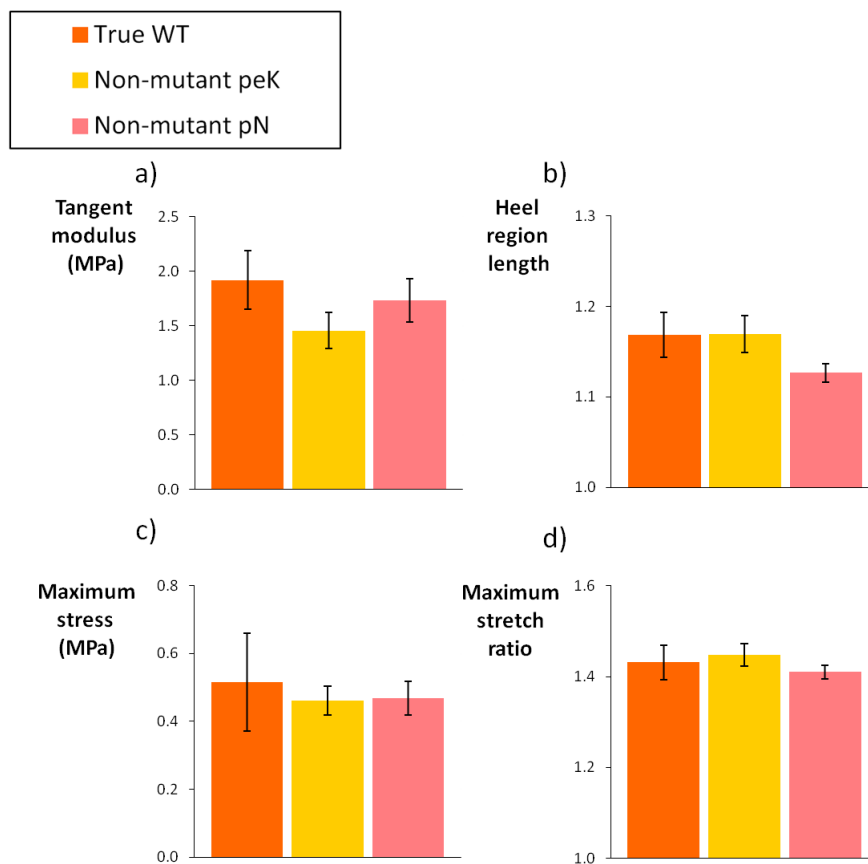 True WT
Non-mutant peK
Non-mutant pN
a)
Tangent
modulus
(MPa)
2.5
2.0
1.5
1.0
0.5
0.0
b)
Heel
region
length
1.3
1.2
1.1
1.0
c)
Maximum
stress
(MPa)
0.8
0.6
0.4
0.2
0.0
d)
Maximum
stretch
ratio
1.6
1.4
1.2
1.0